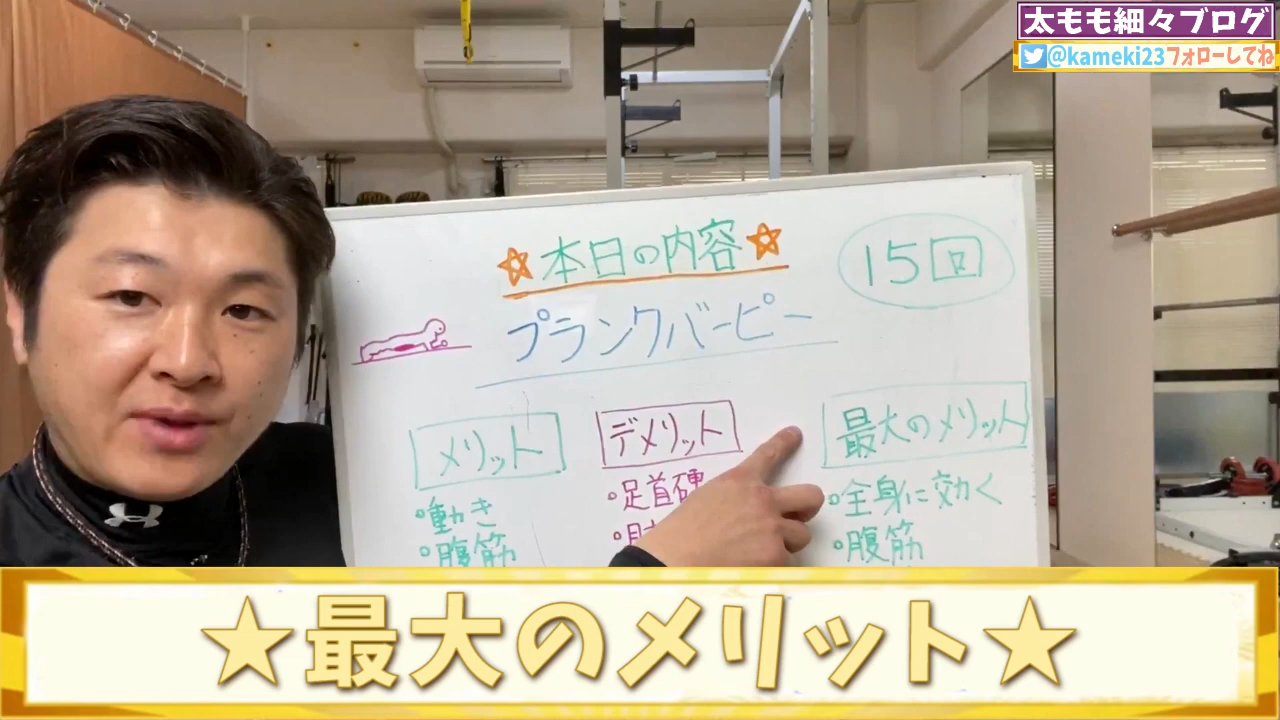 太もも細々ブログ
@kameki23フォローしてね
☆本日の内容☆
15回
プランクバーピー
メリット
・動き
・腹筋
デメリット
・足首硬
最大のメリット
・全身に効く
・腹筋
★最大のメリット★